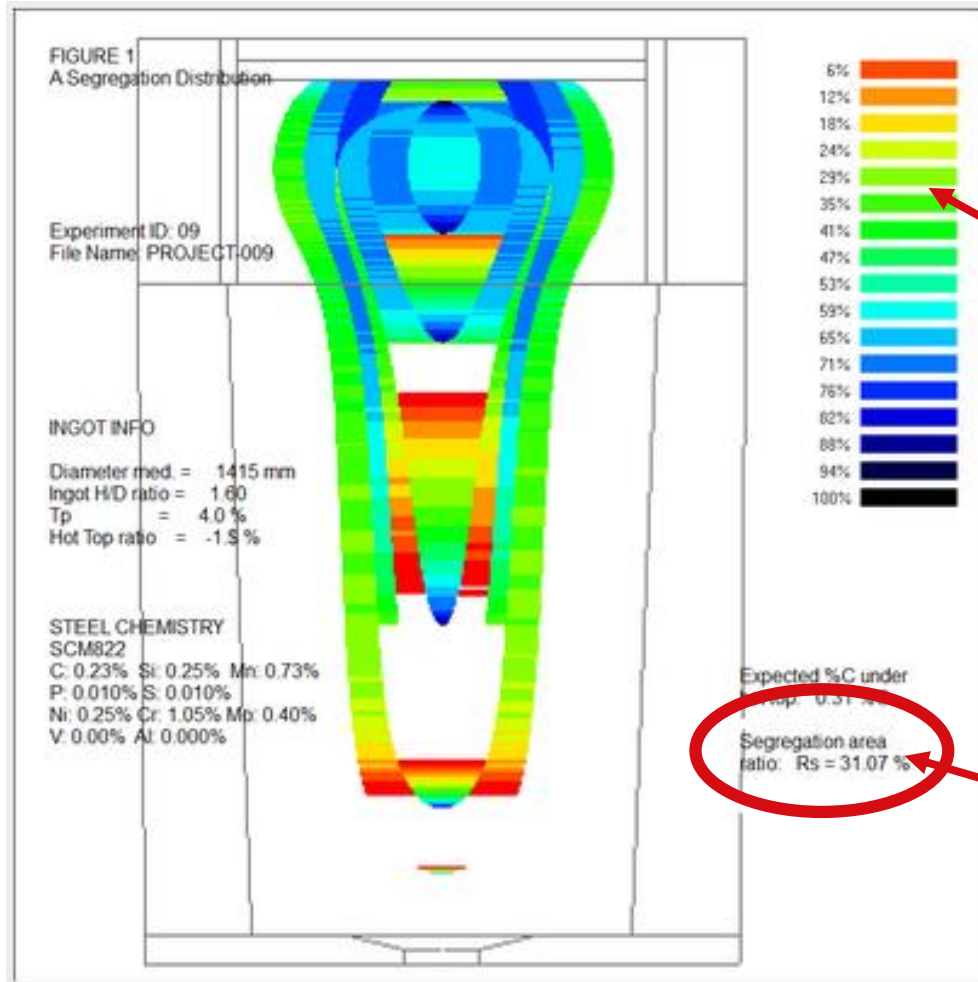 FIGURE 1
A Segregation Distribution
Experiment ID: 09
File Name: PROJECT-009
INGOT INFO
Diameter med. = 1415 mm
Ingot H/D ratio = 1.60
Tp = 4.0 %
Hot Top ratio = %
STEEL CHEMISTRY
SCM822
C: 0.23% Si: 0.25% Mn: 0.73%
P: 0.010% S: 0.010%
Ni: 0.25% Cr: 1.05% Mo: 0.40%
V: 0.00% Al: 0.000%
6%
12%
18%
24%
29%
35%
41%
47%
53%
59%
65%
71%
76%
82%
88%
94%
100%
Expected %C under
Segregation area
ratio: Rs = 31.07 %